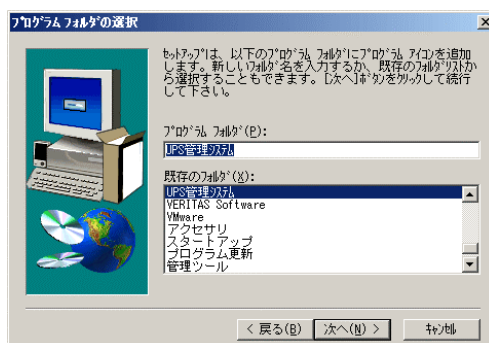 ﾌﾟﾛｸﾞﾗﾑ ﾌｫﾙﾀﾞの選択
ｾｯﾄｱｯﾌﾟは、以下のﾌﾟﾛｸﾞﾗﾑ ﾌｫﾙﾀﾞにﾌﾟﾛｸﾞﾗﾑ ｱｲｺﾝを追加
します。新しいﾌｫﾙﾀﾞ名を入力するか、既存のﾌｫﾙﾀﾞﾘｽﾄか
ら選択することもできます。[次へ]ﾎﾞﾀﾝをｸﾘｯｸして続行
して下さい。
ﾌﾟﾛｸﾞﾗﾑ ﾌｫﾙﾀﾞ(P):
UPS管理ｼｽﾃﾑ
既存のﾌｫﾙﾀﾞ(X):
UPS管理ｼｽﾃﾑ
VERITAS Software
VMware
アクセサリ
スタートアップ
プログラム更新
管理ツール
< 戻る(B)
次へ(N) >
ｷｬﾝｾﾙ